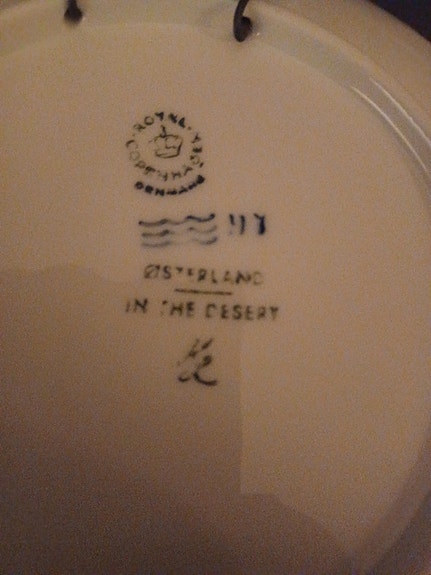 ROYAL
COPENHAGEN
DENMARK
ØSTERLAND
IN THE DESERT